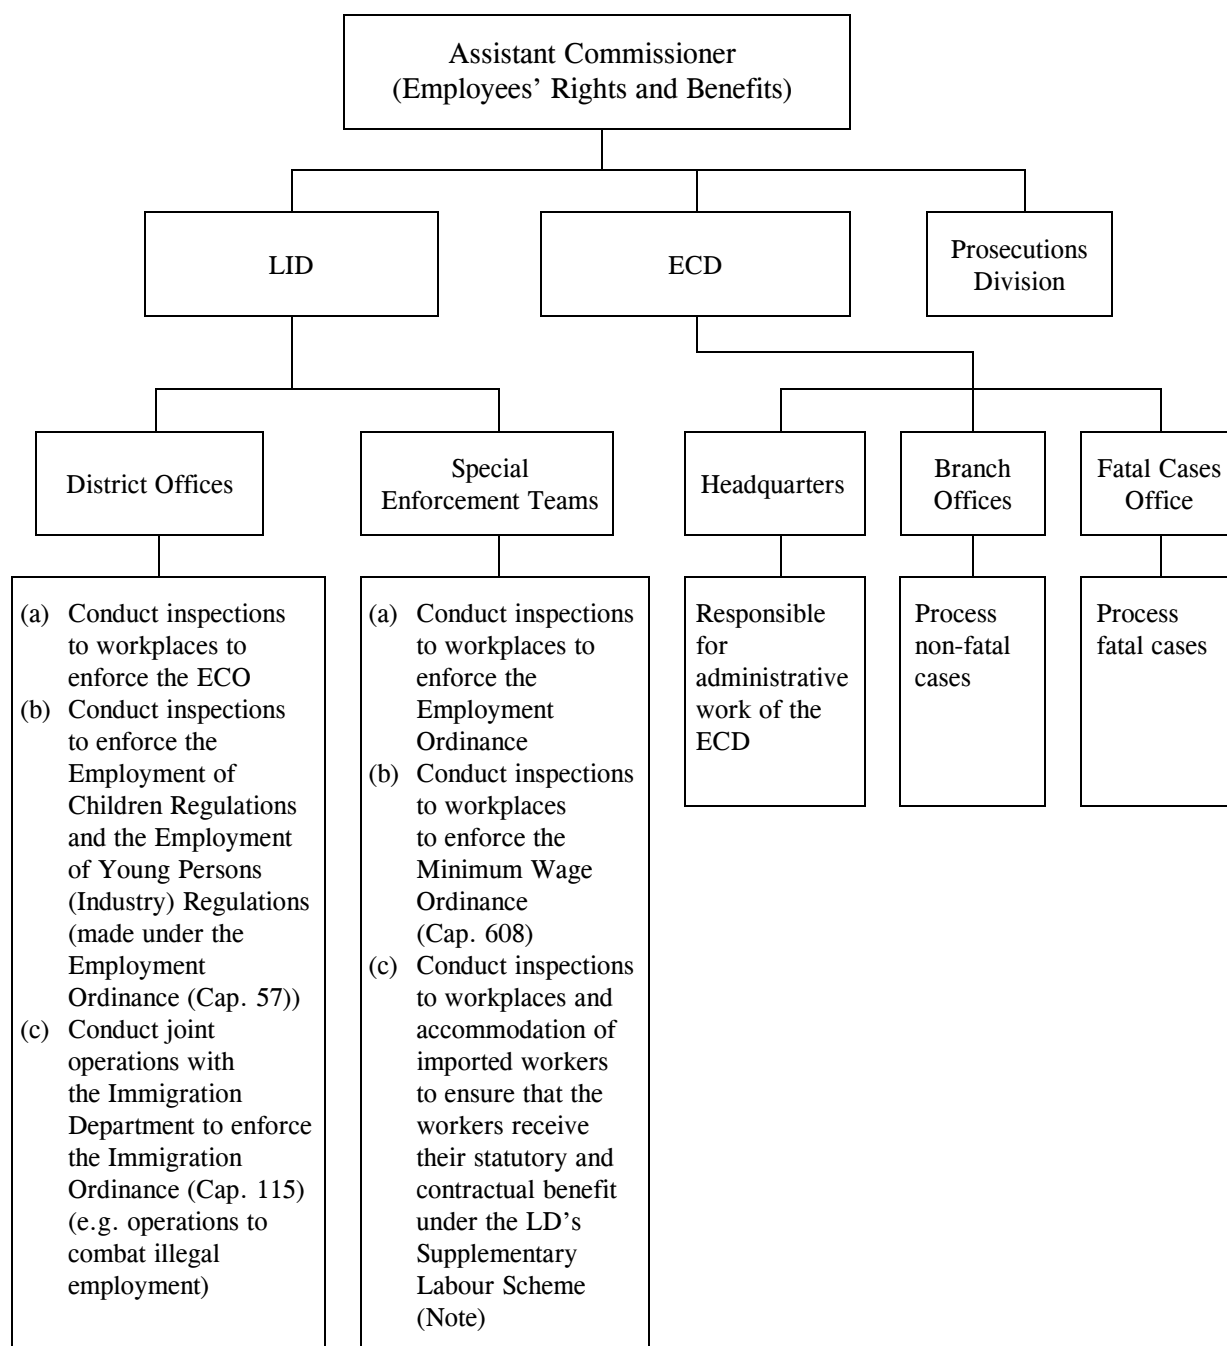 Assistant Commissioner
(Employees’ Rights and Benefits)
LID
ECD
Prosecutions
Division
District Offices
Special
Enforcement Teams
Headquarters
Branch
Offices
Fatal Cases
Office
(a) Conduct inspections
to workplaces to
enforce the ECO
(b) Conduct inspections
to enforce the
Employment of
Children Regulations
and the Employment
of Young Persons
(Industry) Regulations
(made under the
Employment
Ordinance (Cap. 57))
(c) Conduct joint
operations with
the Immigration
Department to enforce
the Immigration
Ordinance (Cap. 115)
(e.g. operations to
combat illegal
employment)
(a) Conduct inspections
to workplaces to
enforce the
Employment
Ordinance
(b) Conduct inspections
to workplaces
to enforce the
Minimum Wage
Ordinance
(Cap. 608)
(c) Conduct inspections
to workplaces and
accommodation of
imported workers
to ensure that the
workers receive
their statutory and
contractual benefit
under the LD’s
Supplementary
Labour Scheme
(Note)
Responsible
for
administrative
work of the
ECD
Process
non-fatal
cases
Process
fatal cases